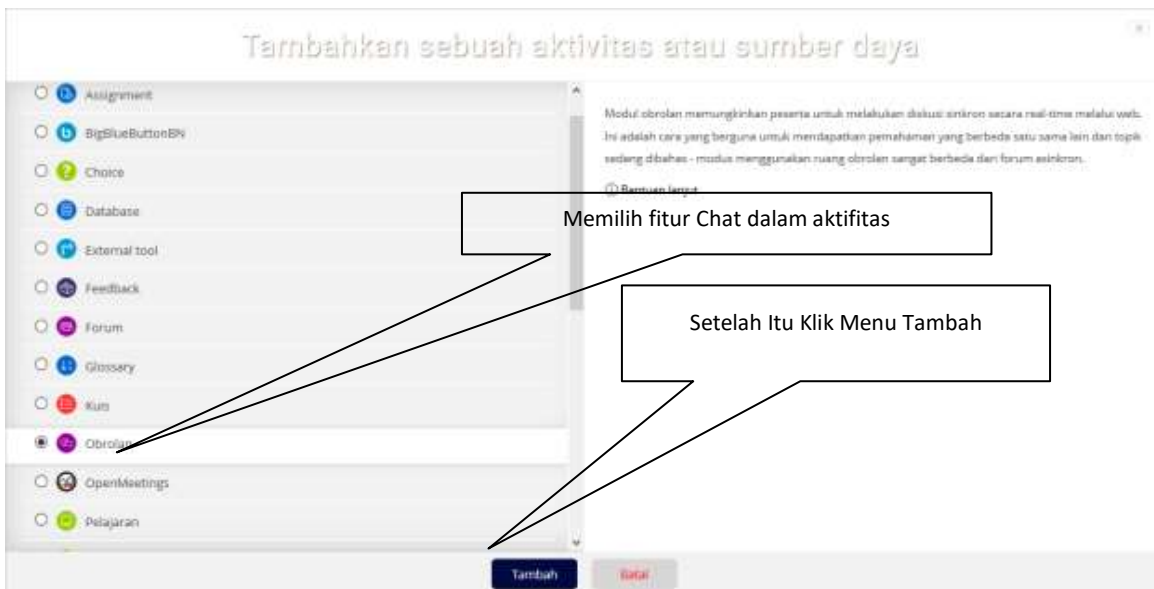 Tambahkan sebuah aktivitas atau sumber daya
Assignment
BigBlueButtonBN
Choice
Database
External tool
Feedback
Forum
Glossary
Kuis
Obrolan
OpenMeetings
Pelajaran
Modul obrolan memungkinkan peserta untuk melakukan diskusi sinkron secara real-time melalui web.
Ini adalah cara yang berguna untuk mendapatkan pemahaman yang berbeda satu sama lain dan topik
sedang dibahas - modus menggunakan ruang obrolan sangat berbeda dari forum asinkron.
Bantuan lanjut
Memilih fitur Chat dalam aktifitas
Setelah Itu Klik Menu Tambah
Tambah
Batal